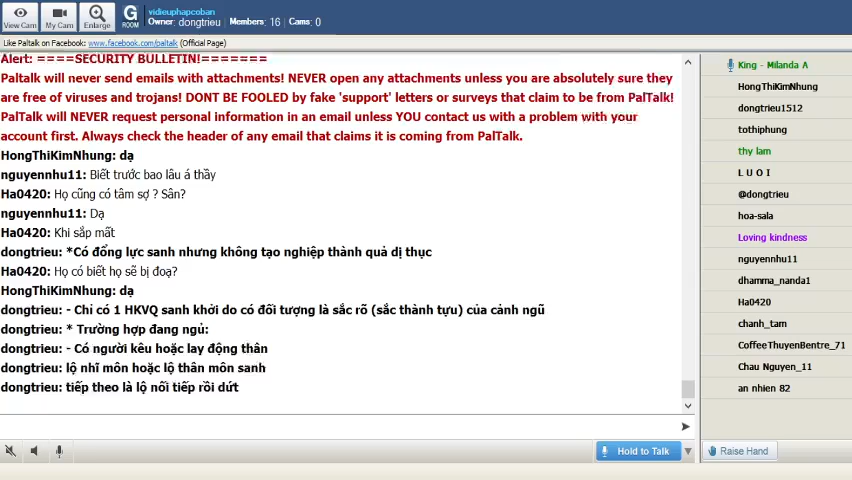 View Cam
My Cam
Enlarge
G
ROOM
vidieuphapcoban
Owner: dongtrieu Members: 16 Cams: 0
Like Paltalk on Facebook: www.facebook.com/paltalk (Official Page)
Alert: ====SECURITY BULLETIN!=======
Paltalk will never send emails with attachments! NEVER open any attachments unless you are absolutely sure they
are free of viruses and trojans! DONT BE FOOLED by fake 'support' letters or surveys that claim to be from PalTalk!
PalTalk will NEVER request personal information in an email unless YOU contact us with a problem with your
account first. Always check the header of any email that claims it is coming from PalTalk.
HongThiKimNhung: dạ
nguyennhu11: Biết trước bao lâu á thầy
Ha0420: Họ cũng có tâm sợ ? Sân?
nguyennhu11: Dạ
Ha0420: Khi sắp mất
dongtrieu: *Có đổng lực sanh nhưng không tạo nghiệp thành quả dị thục
Ha0420: Họ có biết họ sẽ bị đoạ?
HongThiKimNhung: dạ
dongtrieu: - Chỉ có 1 HKVQ sanh khởi do có đối tượng là sắc rõ (sắc thành tựu) của cảnh ngũ
dongtrieu: * Trường hợp đang ngủ:
dongtrieu: - Có người kêu hoặc lay động thân
dongtrieu: lộ nhĩ môn hoặc lộ thân môn sanh
dongtrieu: tiếp theo là lộ nối tiếp rồi dứt
Hold to Talk
King - Milanda A
HongThiKimNhung
dongtrieu1512
tothiphung
thy lam
L U O I
@dongtrieu
hoa-sala
Loving kindness
nguyennhu11
dhamma_nanda1
Ha0420
chanh_tam
CoffeeThuyenBentre_71
Chau Nguyen_11
an nhien 82
Raise Hand